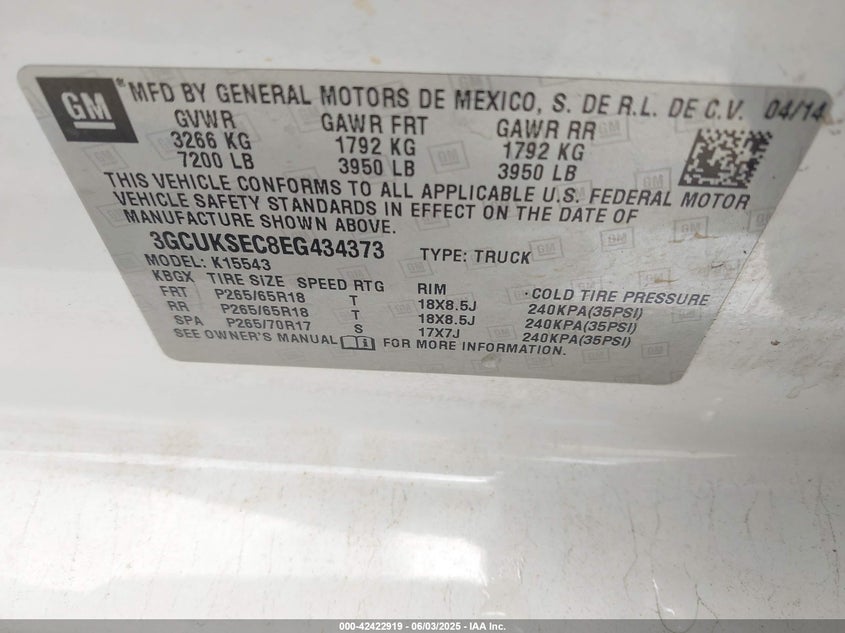 GM
® MFD BY GENERAL MOTORS DE MEXICO, S. DE R.L. DE C.V. 04/14
GVWR GAWR FRT GAWR RR
3266 KG 1792 KG 1792 KG
7200 LB 3950 LB 3950 LB
THIS VEHICLE CONFORMS TO ALL APPLICABLE U.S. FEDERAL MOTOR
VEHICLE SAFETY STANDARDS IN EFFECT ON THE DATE OF
MANUFACTURE SHOWN ABOVE.
3GCUKSEC8EG434373 TYPE: TRUCK
MODEL: K15543
KBGX TIRE SIZE SPEED RTG RIM COLD TIRE PRESSURE
FRT P265/65R18 T 18X8.5J 240KPA(35PSI)
RR P265/65R18 T 18X8.5J 240KPA(35PSI)
SPA P265/70R17 S 17X7J 240KPA(35PSI)
SEE OWNER'S MANUAL FOR MORE INFORMATION.
000-42422919 - 06/03/2025 - IAA Inc.